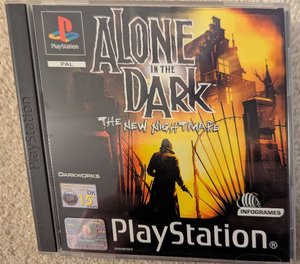 PlayStation
PlayStation
PAL
ALONE
IN THE
DARK
THE NEW NIGHTMARE
DARKWORKS
INFOGRAMES
PlayStation®